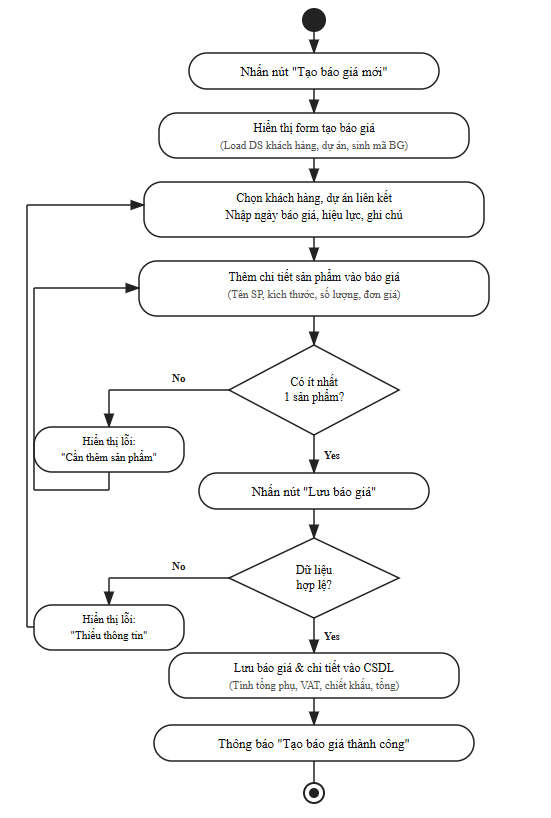 Nhấn nút "Tạo báo giá mới"
Hiển thị form tạo báo giá
(Load DS khách hàng, dự án, sinh mã BG)
Chọn khách hàng, dự án liên kết
Nhập ngày báo giá, hiệu lực, ghi chú
Thêm chi tiết sản phẩm vào báo giá
(Tên SP, kích thước, số lượng, đơn giá)
Có ít nhất
1 sản phẩm?
No
Hiển thị lỗi:
"Cần thêm sản phẩm"
Yes
Nhấn nút "Lưu báo giá"
Dữ liệu
hợp lệ?
No
Hiển thị lỗi:
"Thiếu thông tin"
Yes
Lưu báo giá & chi tiết vào CSDL
(Tính tổng phụ, VAT, chiết khấu, tổng)
Thông báo "Tạo báo giá thành công"